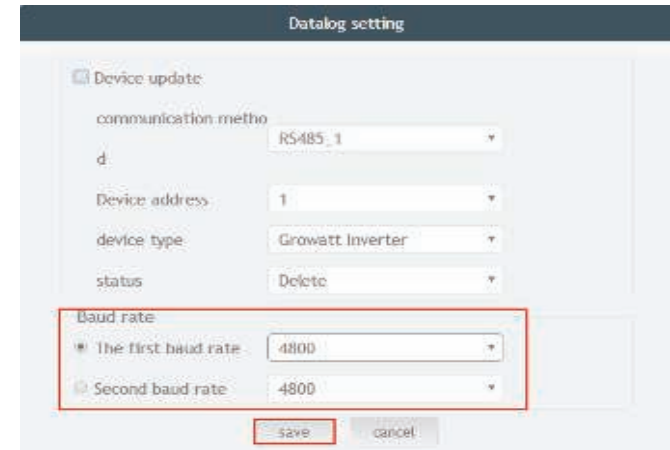 Datalog setting
Device update
communication metho
d
RS485_1
Device address 1
device type Growatt Inverter
status Delete
Baud rate
The first baud rate 4800
Second baud rate 4800
save cancel